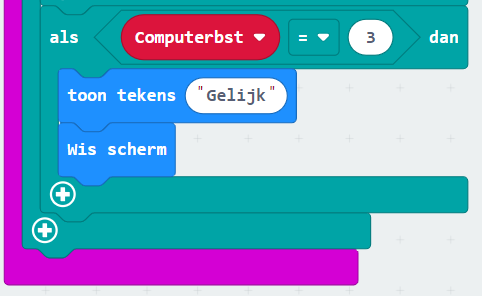 als Computerbst = 3 dan
toon tekens "Gelijk"
Wis scherm